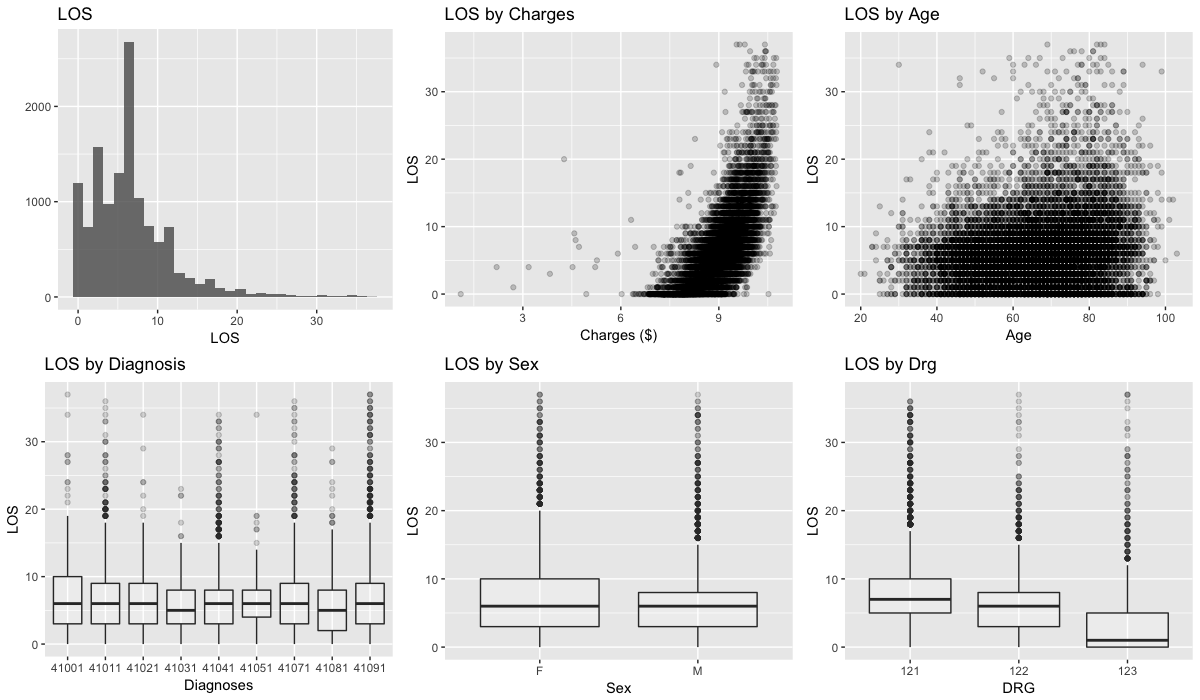 LOS
2000
1000
0
0 10 20 30
LOS
LOS by Charges
LOS
30
20
10
0
3 6 9
Charges ($)
LOS by Age
LOS
30
20
10
0
20 40 60 80 100
Age
LOS by Diagnosis
LOS
30
20
10
0
41001 41011 41021 41031 41041 41051 41071 41081 41091
Diagnoses
LOS by Sex
LOS
30
20
10
0
F M
Sex
LOS by Drg
LOS
30
20
10
0
121 122 123
DRG